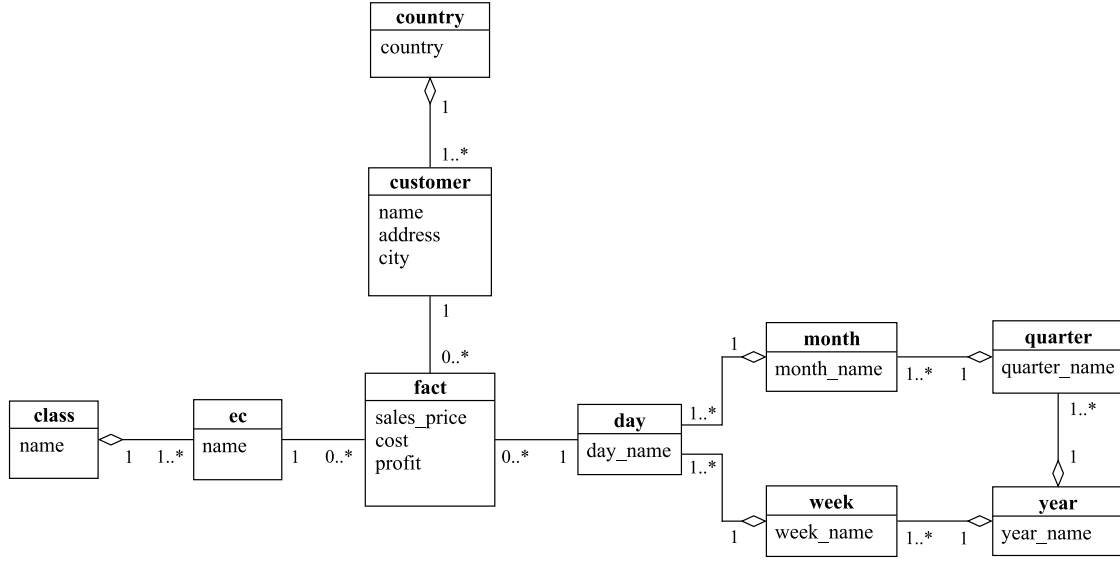 country
country
1
1..*
customer
name
address
city
1
0..*
fact
sales_price
cost
profit
class
name
1
1..*
ec
name
1
0..*
0..*
1
day
day_name
1..*
1..*
1
1
month
month_name
1..*
1
quarter
quarter_name
1..*
1
week
week_name
1..*
1
year
year_name